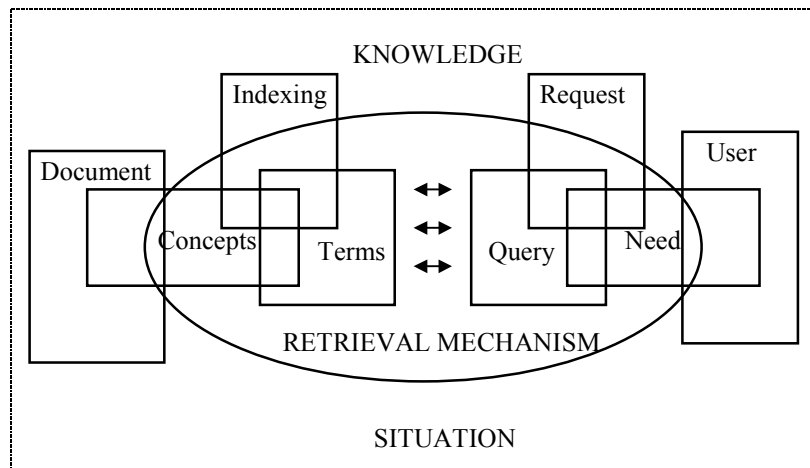 KNOWLEDGE
Indexing
Request
Document
User
Concepts
Terms
Query
Need
RETRIEVAL MECHANISM
SITUATION